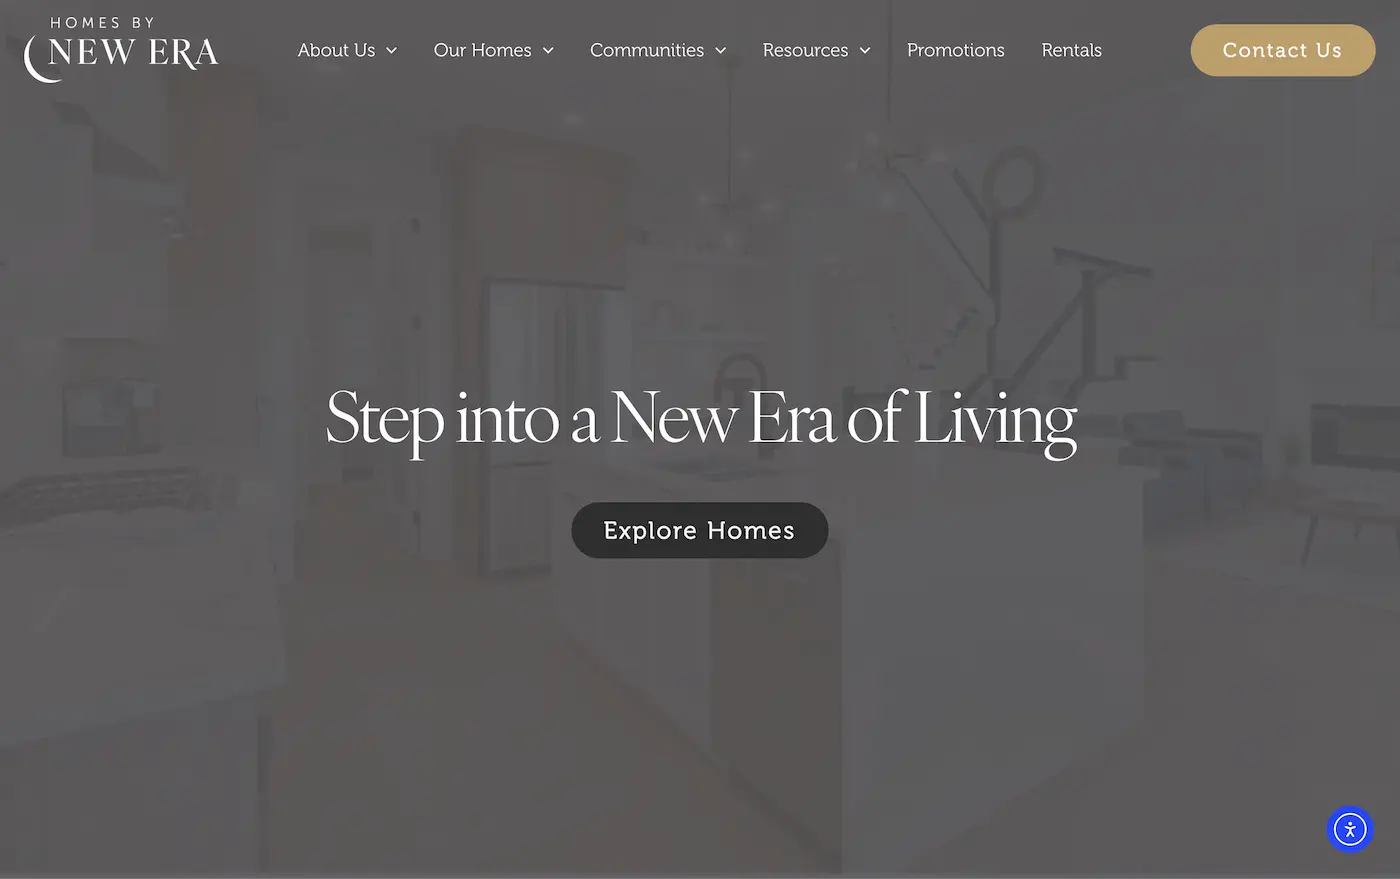 HOMES BY
NEW ERA
About Us
Our Homes
Communities
Resources
Promotions
Rentals
Contact Us
Step into a New Era of Living
Explore Homes